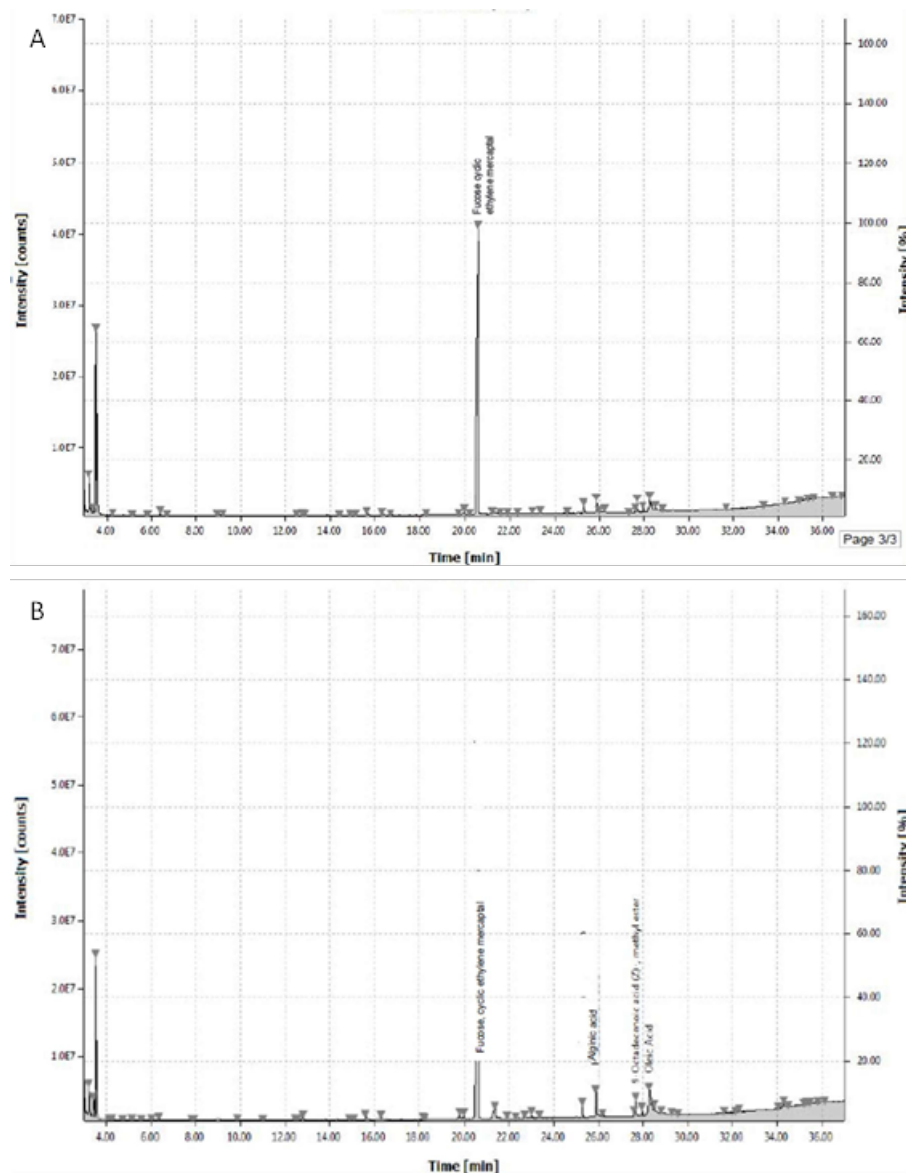 A
7.0E7
6.0E7
5.0E7
4.0E7
3.0E7
2.0E7
1.0E7
Intensity [counts]
160.00
140.00
120.00
100.00
80.00
60.00
40.00
20.00
Intensity [%]
Fucose cyclic
ethylene mercaptal
4.00 6.00 8.00 10.00 12.00 14.00 16.00 18.00 20.00 22.00 24.00 26.00 28.00 30.00 32.00 34.00 36.00
Time [min]
Page 3/3
B
7.0E7
6.0E7
5.0E7
4.0E7
3.0E7
2.0E7
1.0E7
Intensity [counts]
160.00
140.00
120.00
100.00
80.00
60.00
40.00
20.00
Intensity [%]
Fucose, cyclic ethylene mercaptal
Alginic acid
Octadecenoic acid (Z)-, methyl ester
Oleic Acid
4.00 6.00 8.00 10.00 12.00 14.00 16.00 18.00 20.00 22.00 24.00 26.00 28.00 30.00 32.00 34.00 36.00
Time [min]